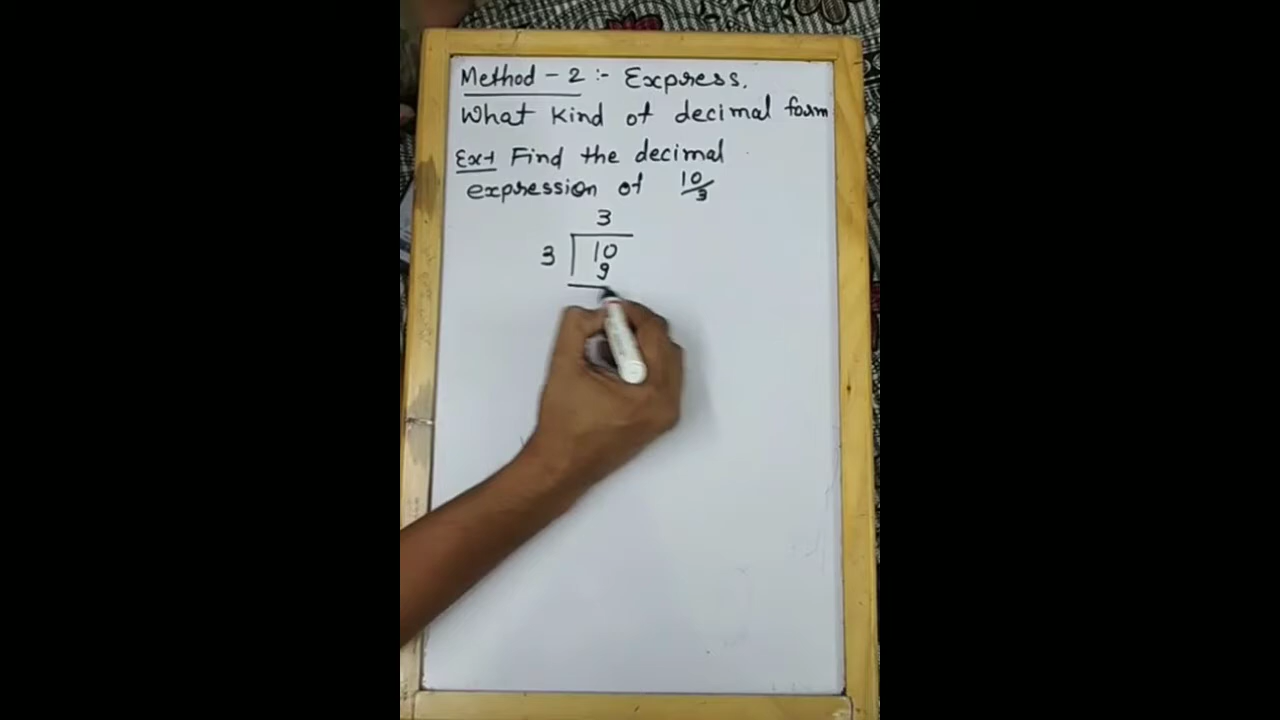 Method - 2 :- Express.
What kind of decimal form
Ex-1 Find the decimal
expression of 10/3
3
3 10
9